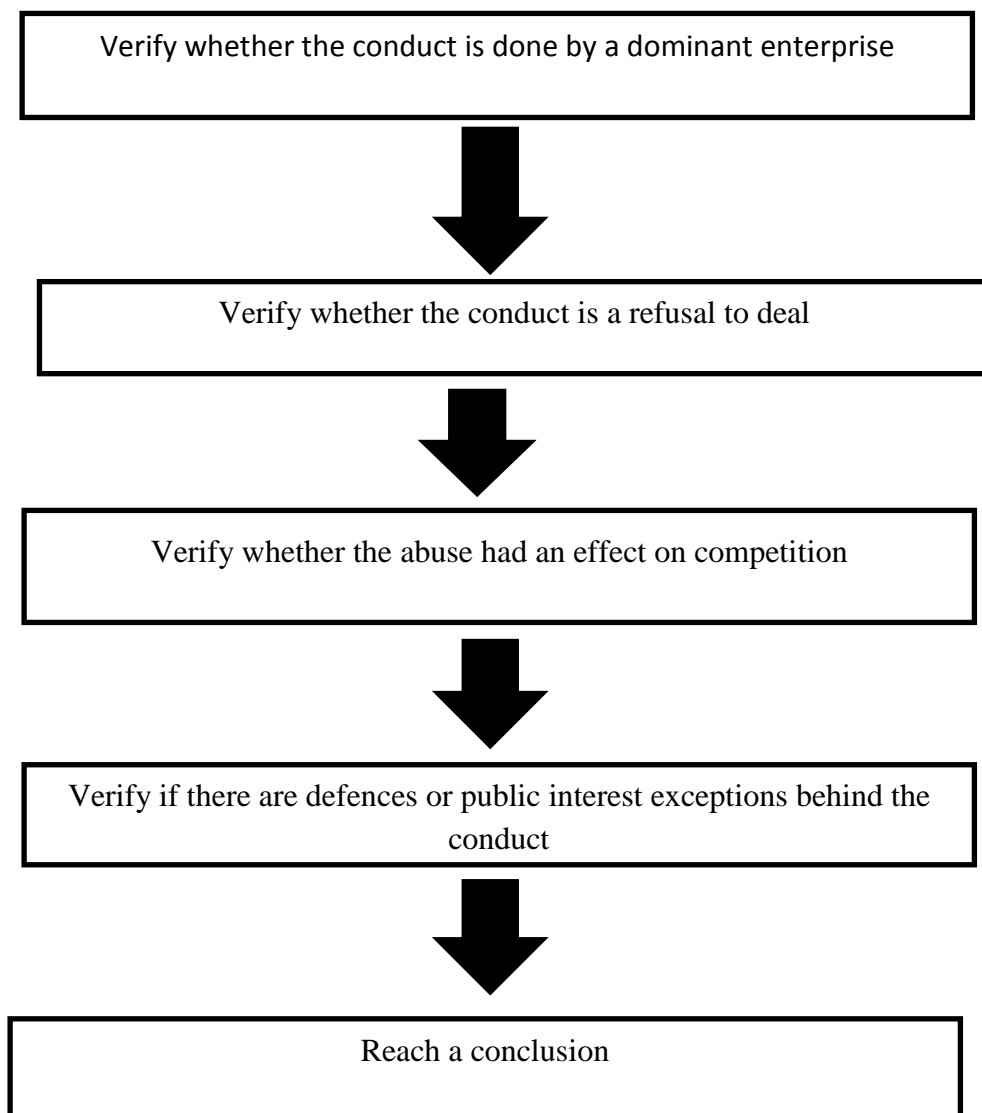 Verify whether the conduct is done by a dominant enterprise
Verify whether the conduct is a refusal to deal
Verify whether the abuse had an effect on competition
Verify if there are defences or public interest exceptions behind the
conduct
Reach a conclusion